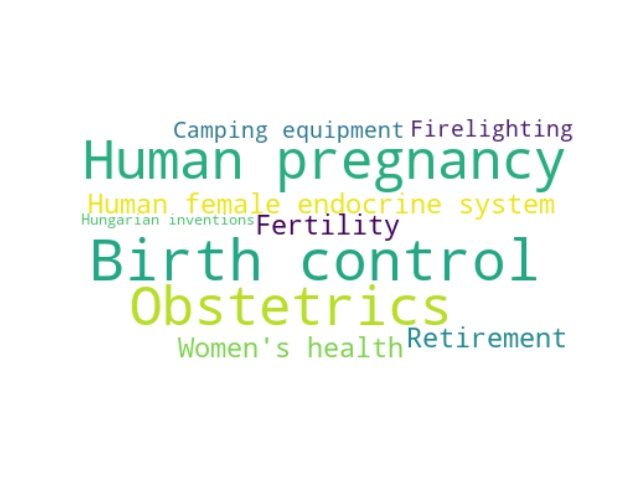 Camping equipment Firelighting
Human pregnancy
Human female endocrine system
Hungarian inventions Fertility
Birth control
Obstetrics
Women's health Retirement